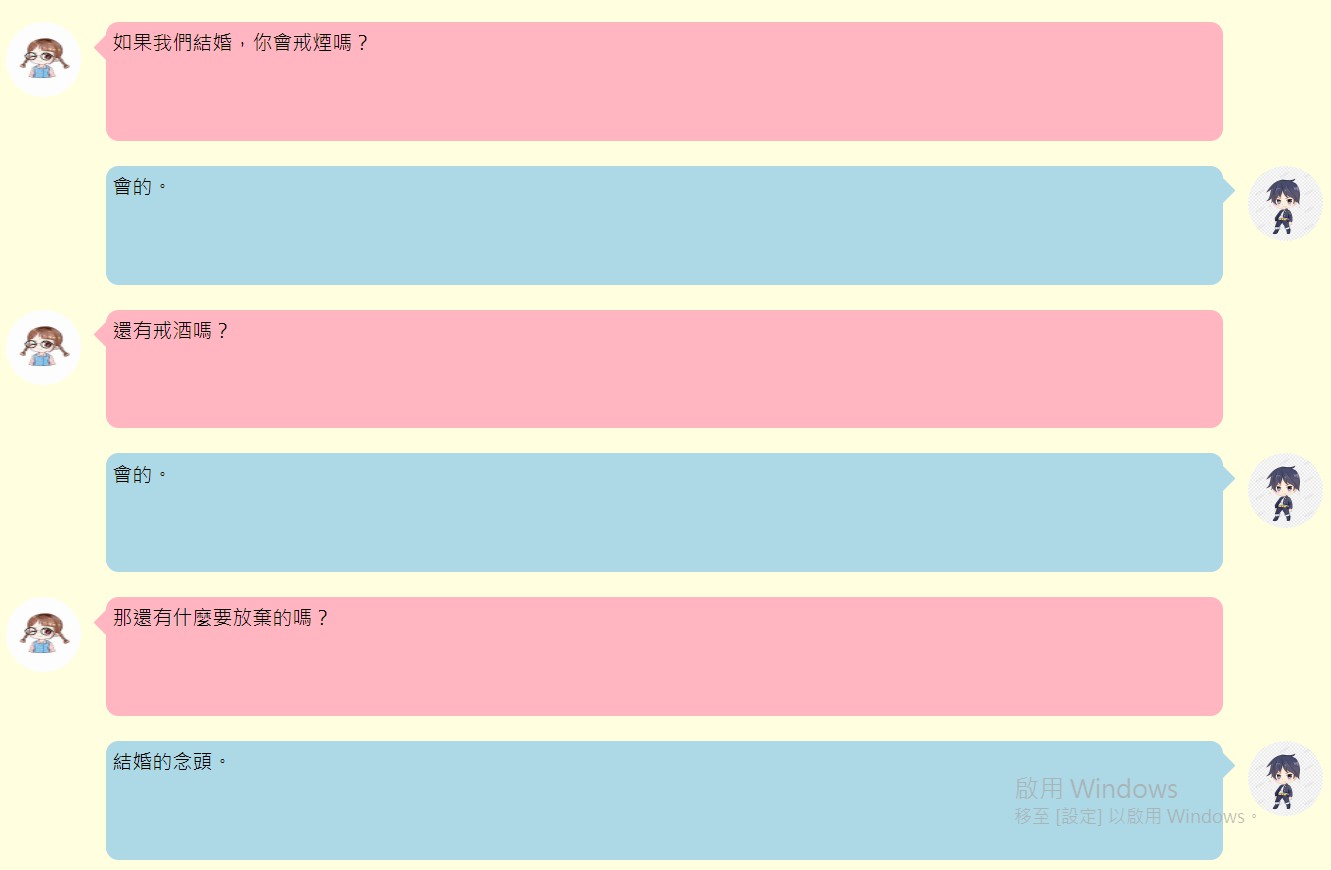 如果我們結婚，你會戒煙嗎？
會的。
還有戒酒嗎？
會的。
那還有什麼要放棄的嗎？
結婚的念頭。
啟用 Windows
移至 [設定] 以啟用 Windows。